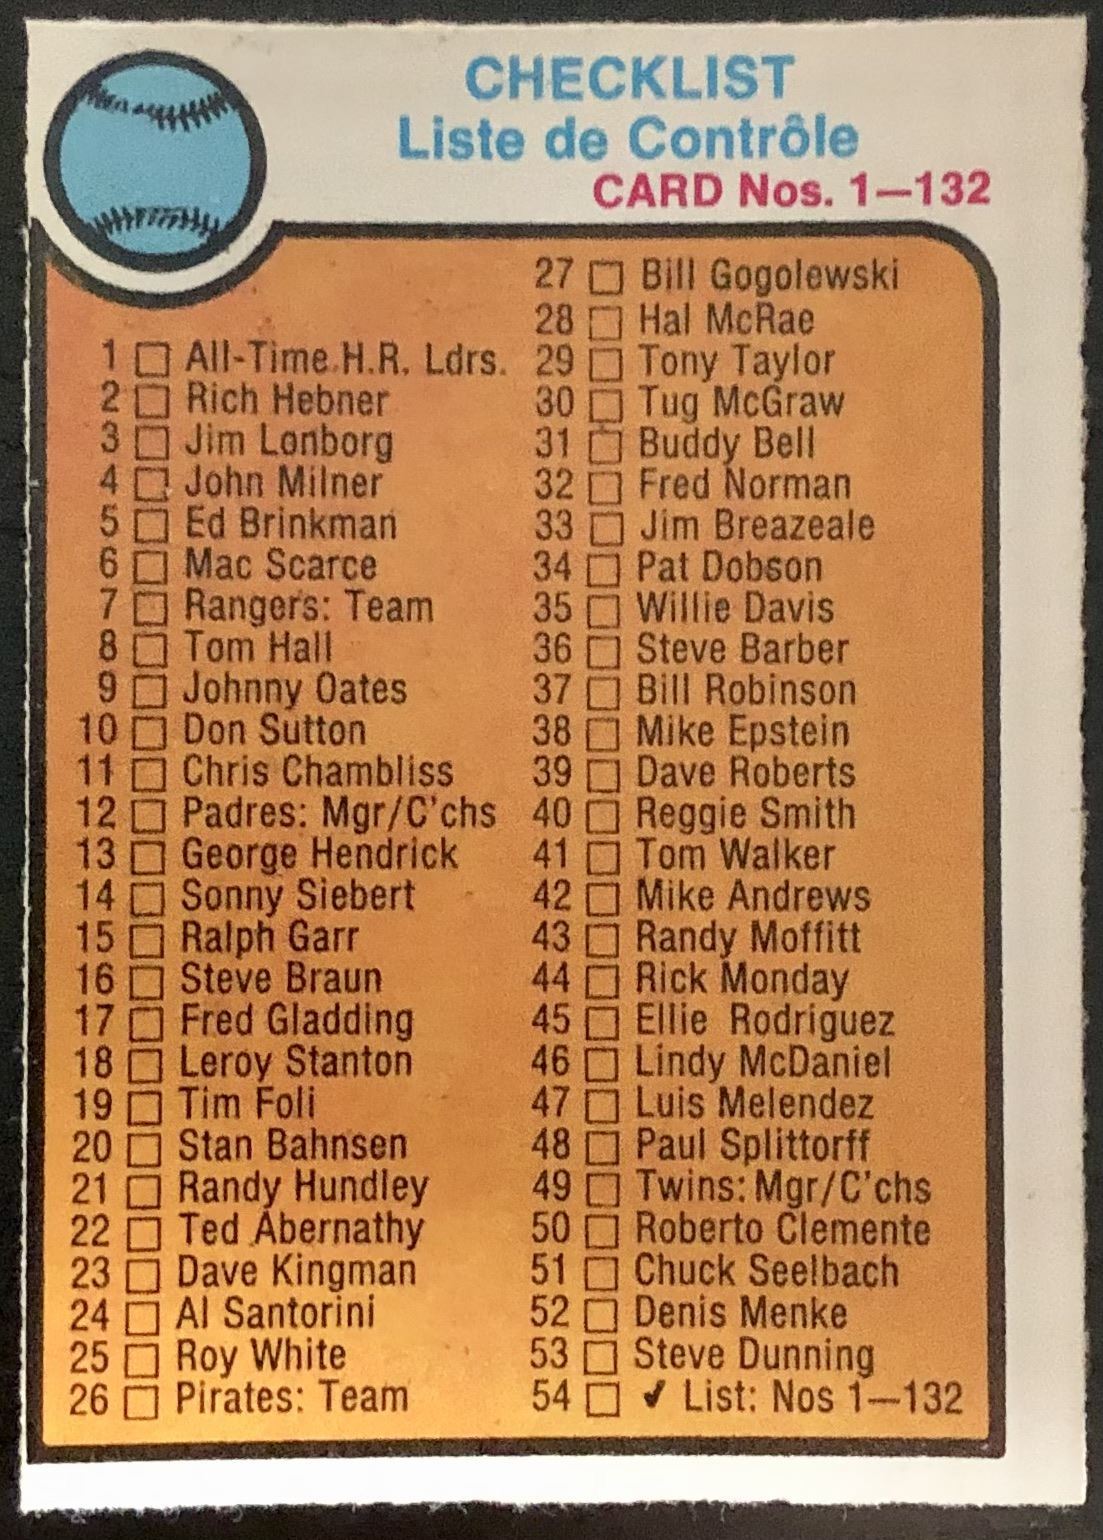 CHECKLIST
Liste de Contrôle
CARD Nos. 1—132
1 All-Time H.R. Ldrs.
2 Rich Hebner
3 Jim Lonborg
4 John Milner
5 Ed Brinkman
6 Mac Scarce
7 Rangers: Team
8 Tom Hall
9 Johnny Oates
10 Don Sutton
11 Chris Chambliss
12 Padres: Mgr/C'chs
13 George Hendrick
14 Sonny Siebert
15 Ralph Garr
16 Steve Braun
17 Fred Gladding
18 Leroy Stanton
19 Tim Foli
20 Stan Bahnsen
21 Randy Hundley
22 Ted Abernathy
23 Dave Kingman
24 Al Santorini
25 Roy White
26 Pirates: Team
27 Bill Gogolewski
28 Hal McRae
29 Tony Taylor
30 Tug McGraw
31 Buddy Bell
32 Fred Norman
33 Jim Breazeale
34 Pat Dobson
35 Willie Davis
36 Steve Barber
37 Bill Robinson
38 Mike Epstein
39 Dave Roberts
40 Reggie Smith
41 Tom Walker
42 Mike Andrews
43 Randy Moffitt
44 Rick Monday
45 Ellie Rodriguez
46 Lindy McDaniel
47 Luis Melendez
48 Paul Splittorff
49 Twins: Mgr/C'chs
50 Roberto Clemente
51 Chuck Seelbach
52 Denis Menke
53 Steve Dunning
54 ✓ List: Nos 1—132